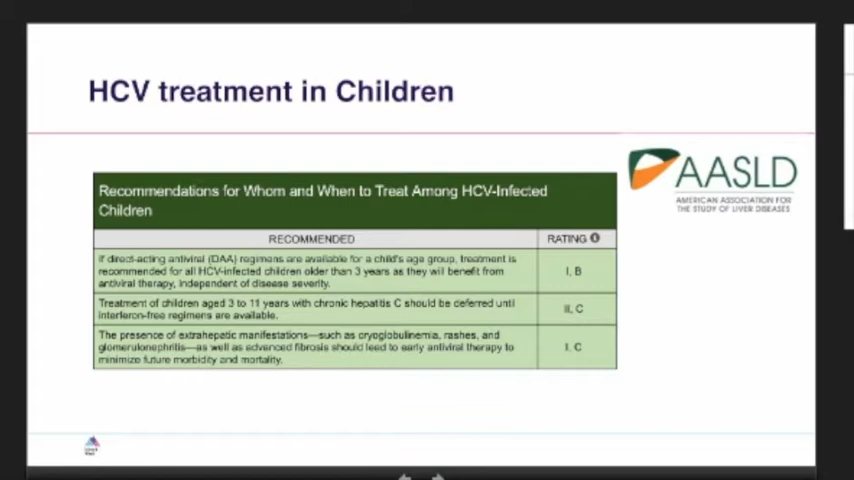 HCV treatment in Children
AASLD
AMERICAN ASSOCIATION FOR
THE STUDY OF LIVER DISEASES
Recommendations for Whom and When to Treat Among HCV-Infected
Children
RECOMMENDED
RATING
If direct-acting antiviral (DAA) regimens are available for a child's age group, treatment is
recommended for all HCV-infected children older than 3 years as they will benefit from
antiviral therapy, independent of disease severity.
I, B
Treatment of children aged 3 to 11 years with chronic hepatitis C should be deferred until
interferon-free regimens are available.
II, C
The presence of extrahepatic manifestations—such as cryoglobulinemia, rashes, and
glomerulonephritis—as well as advanced fibrosis should lead to early antiviral therapy to
minimize future morbidity and mortality.
I, C